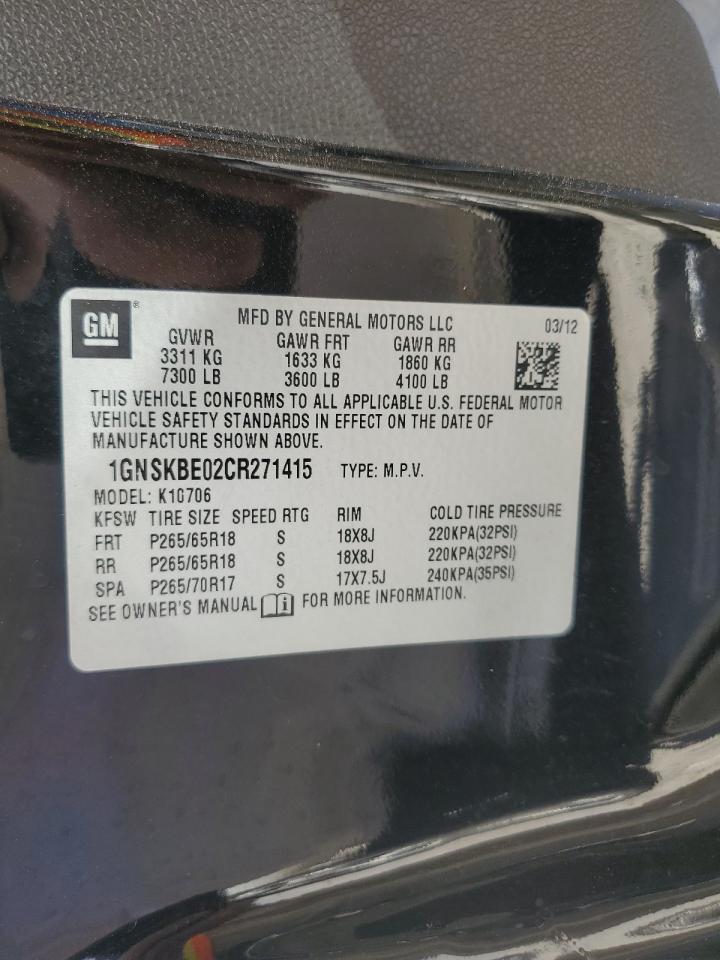 GM ®
MFD BY GENERAL MOTORS LLC 03/12
GVWR GAWR FRT GAWR RR
3311 KG 1633 KG 1860 KG
7300 LB 3600 LB 4100 LB
THIS VEHICLE CONFORMS TO ALL APPLICABLE U.S. FEDERAL MOTOR
VEHICLE SAFETY STANDARDS IN EFFECT ON THE DATE OF
MANUFACTURE SHOWN ABOVE.
1GNSKBE02CR271415 TYPE: M.P.V.
MODEL: K10706
KFSW TIRE SIZE SPEED RTG RIM COLD TIRE PRESSURE
FRT P265/65R18 S 18X8J 220KPA(32PSI)
RR P265/65R18 S 18X8J 220KPA(32PSI)
SPA P265/70R17 S 17X7.5J 240KPA(35PSI)
SEE OWNER'S MANUAL i FOR MORE INFORMATION.